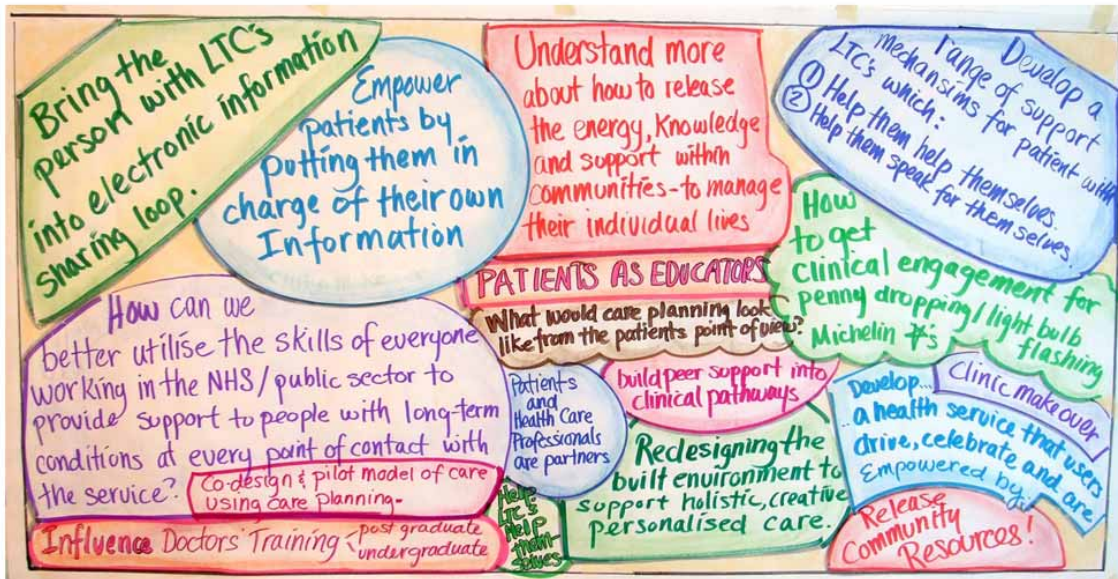 Bring the
person with LTC's
into electronic information
sharing loop.
Empower
patients by
putting them in
charge of their own
Information
Understand more
about how to release
the energy, Knowledge
and support within
communities - to manage
their individual lives
Develop a
range of support
mechansims for patient with
LTC's which:
① Help them help themselves.
② Help them speak for them selves.
PATIENTS AS EDUCATORS
How
to get
Clinical engagement for
penny dropping / light bulb
flashing
Michelin *'s
What would care planning look
like from the patients point of view?
How can we
better utilise the skills of everyone
working in the NHS / public sector to
provide support to people with long-term
conditions at every point of contact with
the service?
Co-design & pilot model of care
using care planning-
Influence Doctors' Training < post graduate
undergraduate
Patients
and
Health Care
Professionals
are partners
build peer support into
clinical pathways
Help
LTC's
Help
them-
selves
Redesigning the
built environment to
support holistic, creative
personalised care.
Clinic make over
Develop...
...a health service that users
drive, celebrate and are
Empowered by!
Release
Community
Resources!